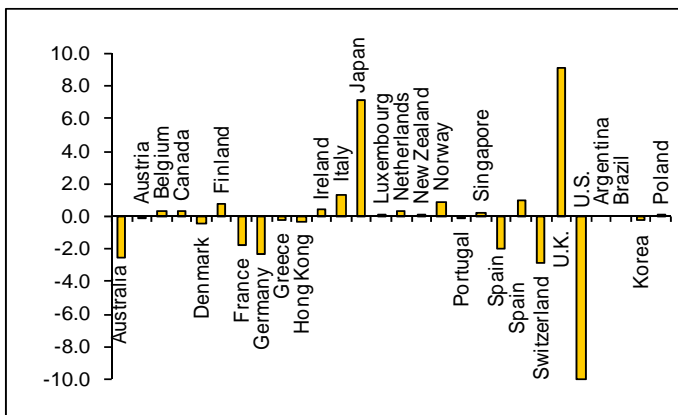 10.0
8.0
6.0
4.0
2.0
0.0
-2.0
-4.0
-6.0
-8.0
-10.0
Australia
Austria
Belgium
Canada
Denmark
Finland
France
Germany
Greece
Hong Kong
Ireland
Italy
Japan
Luxembourg
Netherlands
New Zealand
Norway
Portugal
Singapore
Spain
Spain
Switzerland
U.K.
U.S.
Argentina
Brazil
Korea
Poland